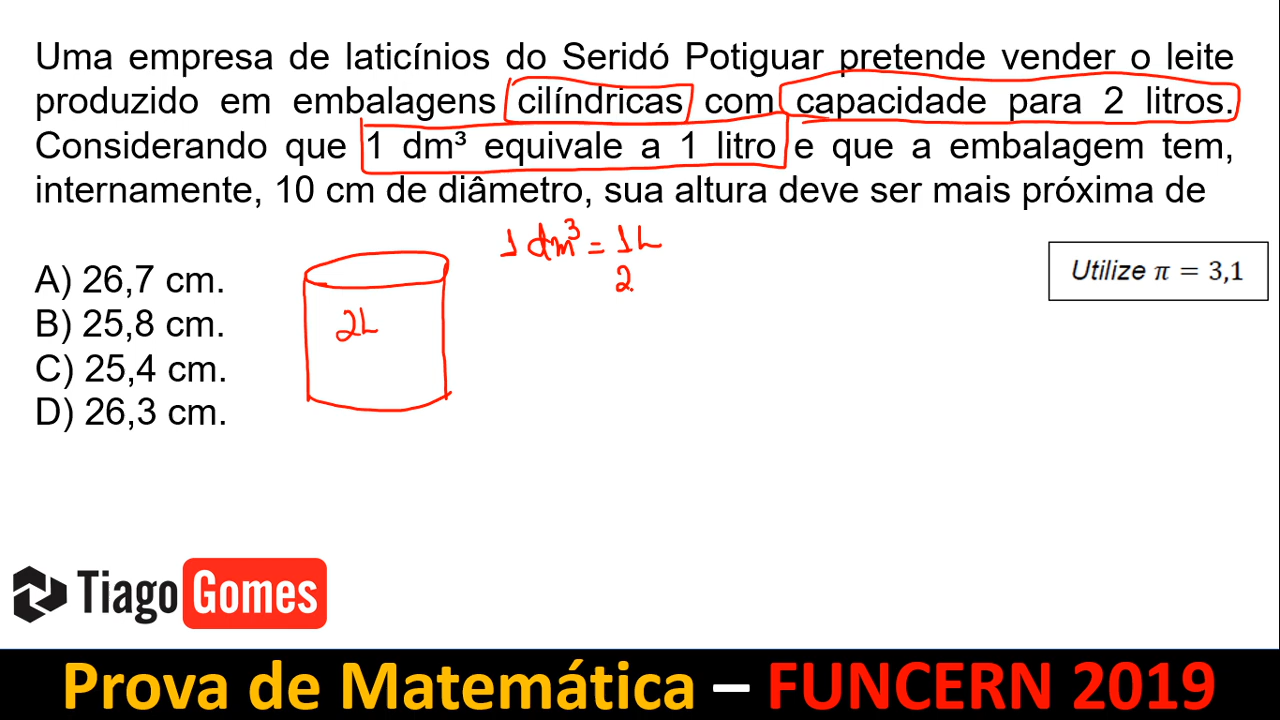 Uma empresa de laticínios do Seridó Potiguar pretende vender o leite
produzido em embalagens cilíndricas com capacidade para 2 litros.
Considerando que 1 dm³ equivale a 1 litro e que a embalagem tem,
internamente, 10 cm de diâmetro, sua altura deve ser mais próxima de
1 dm³ = 1L
2
Utilize π = 3,1
A) 26,7 cm.
B) 25,8 cm.
C) 25,4 cm.
D) 26,3 cm.
2L
Tiago Gomes
Prova de Matemática – FUNCERN 2019